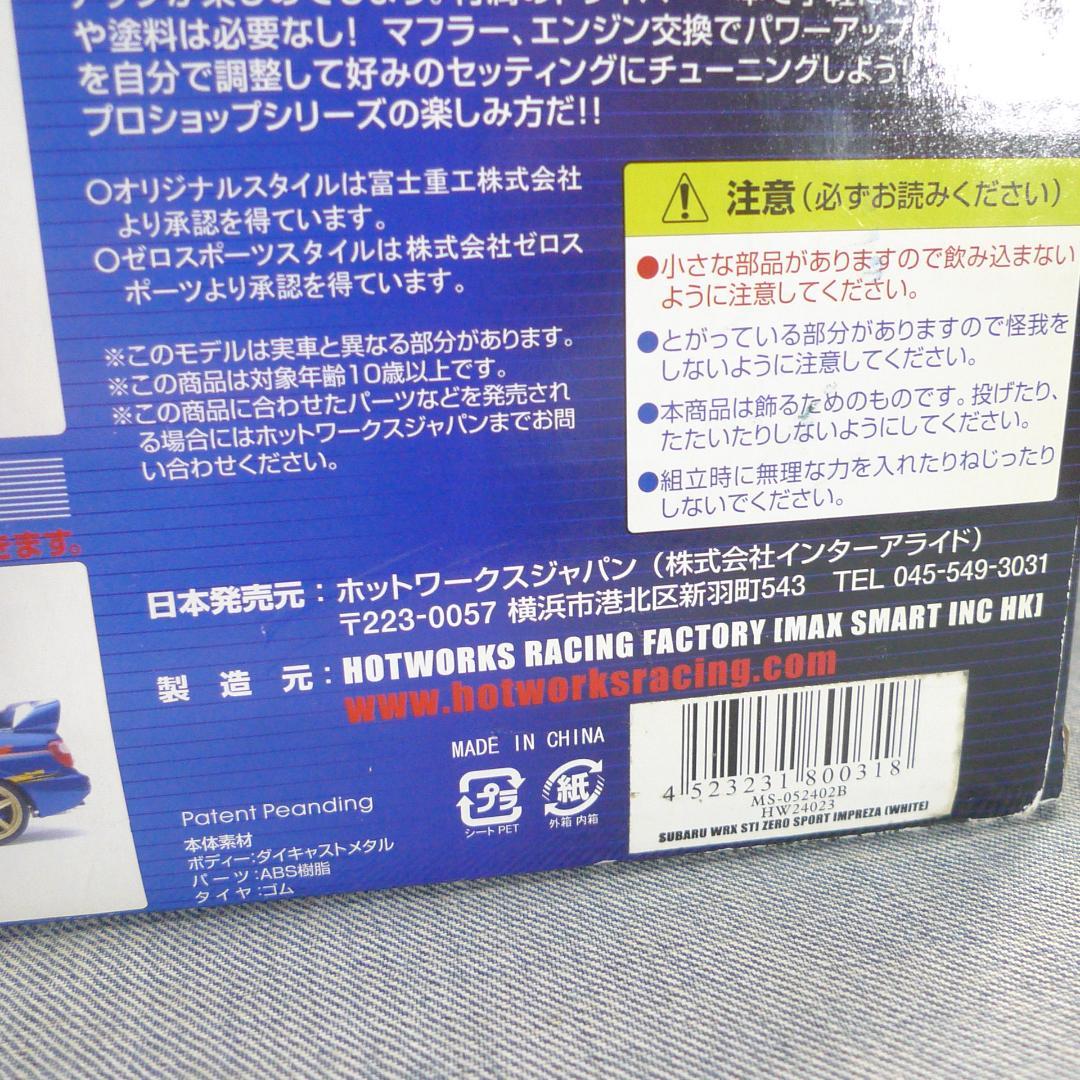 や塗料は必要なし! マフラー、エンジン交換でパワーアップ
を自分で調整して好みのセッティングにチューニングしよう!
プロショップシリーズの楽しみ方だ!!
○オリジナルスタイルは富士重工株式会社
より承認を得ています。
○ゼロスポーツスタイルは株式会社ゼロス
ポーツより承認を得ています。
※このモデルは実車と異なる部分があります。
※この商品は対象年齢10歳以上です。
※この商品に合わせたパーツなどを発売され
る場合にはホットワークスジャパンまでお問
い合わせください。
注意(必ずお読みください)
●小さな部品がありますので飲み込まない
ように注意してください。
●とがっている部分がありますので怪我を
しないように注意してください。
●本商品は飾るためのものです。投げたり、
たたいたりしないようにしてください。
●組立時に無理な力を入れたりねじったり
しないでください。
きます。
日本発売元:ホットワークスジャパン(株式会社インターアライド)
〒223-0057 横浜市港北区新羽町543 TEL 045-549-3031
製造元:HOTWORKS RACING FACTORY [MAX SMART INC HK]
www.hotworksracing.com
MADE IN CHINA
プラ
シート PET
紙
外箱 内箱
Patent Peanding
本体素材
ボディー:ダイキャストメタル
パーツ:ABS樹脂
タイヤ:ゴム
4 523231 800318
MS-052402B
HW24023
SUBARU WRX STI ZERO SPORT IMPREZA (WHITE)